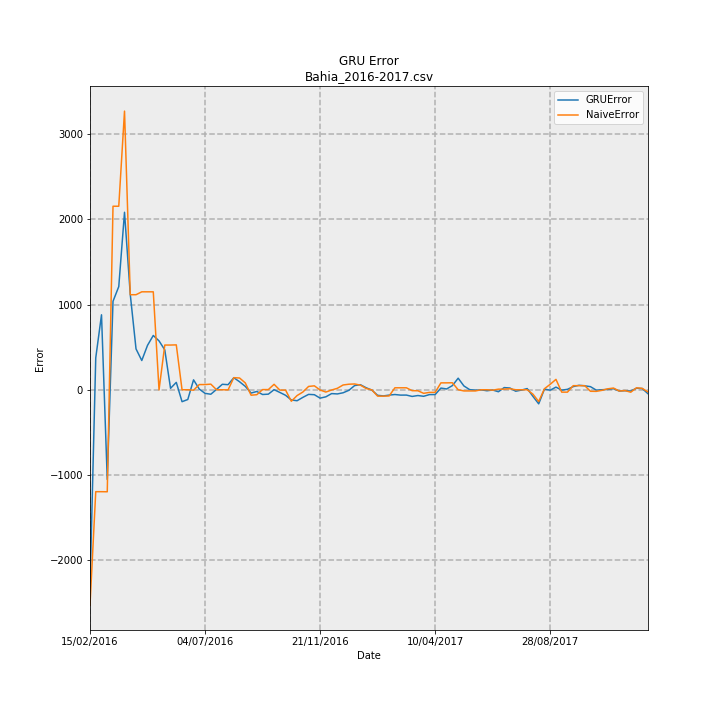 GRU Error
Bahia_2016-2017.csv
GRUError
NaiveError
3000
2000
1000
0
−1000
−2000
Error
15/02/2016
04/07/2016
21/11/2016
10/04/2017
28/08/2017
Date